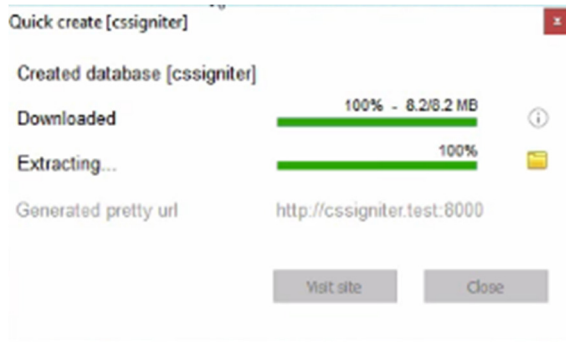 Quick create [cssigniter]
Created database [cssigniter]
Downloaded 100% - 8.2/8.2 MB
Extracting... 100%
Generated pretty url http://cssigniter.test:8000
Visit site Close